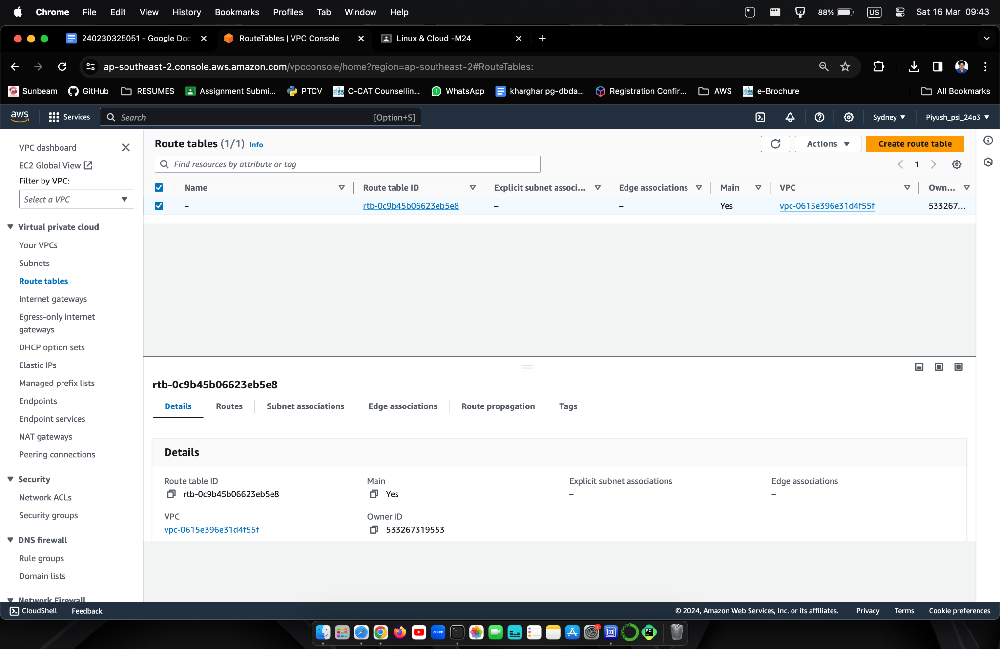 Chrome File Edit View History Bookmarks Profiles Tab Window Help 88% US Sat 16 Mar 09:43
240230325051 - Google Doc RouteTables | VPC Console Linux & Cloud -M24
ap-southeast-2.console.aws.amazon.com/vpcconsole/home?region=ap-southeast-2#RouteTables:
Sunbeam GitHub RESUMES Assignment Submi... PTCV C-CAT Counsellin... WhatsApp kharghar pg-dbda... Registration Confir... AWS e-Brochure All Bookmarks
aws Services Search [Option+S] Sydney Piyush_psi_24o3
VPC dashboard
EC2 Global View
Filter by VPC:
Select a VPC
Virtual private cloud
Your VPCs
Subnets
Route tables
Internet gateways
Egress-only internet
gateways
DHCP option sets
Elastic IPs
Managed prefix lists
Endpoints
Endpoint services
NAT gateways
Peering connections
Security
Network ACLs
Security groups
DNS firewall
Rule groups
Domain lists
Network Firewall
Route tables (1/1) Info
Actions Create route table
Find resources by attribute or tag 1
Name Route table ID Explicit subnet associ... Edge associations Main VPC Own...
– rtb-0c9b45b06623eb5e8 – – Yes vpc-0615e396e31d4f55f 533267...
rtb-0c9b45b06623eb5e8
Details Routes Subnet associations Edge associations Route propagation Tags
Details
Route table ID Main Explicit subnet associations Edge associations
rtb-0c9b45b06623eb5e8 Yes – –
VPC Owner ID
vpc-0615e396e31d4f55f 533267319553
CloudShell Feedback © 2024, Amazon Web Services, Inc. or its affiliates. Privacy Terms Cookie preferences
zoom 1 PC